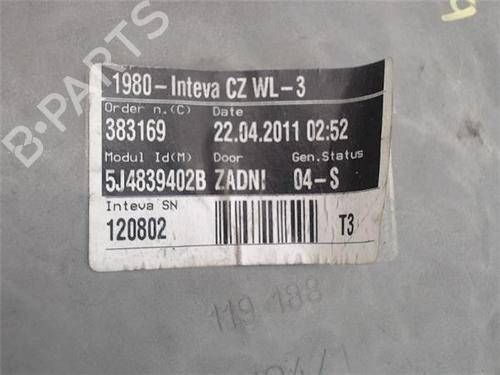 1980-Inteva CZ WL-3
Order n.(C) Date
383169 22.04.2011 02:52
Modul Id(M) Door Gen.Status
5J4839402B ZADNI 04-S
Inteva SN
120802 T3
119 188
B-PARTS